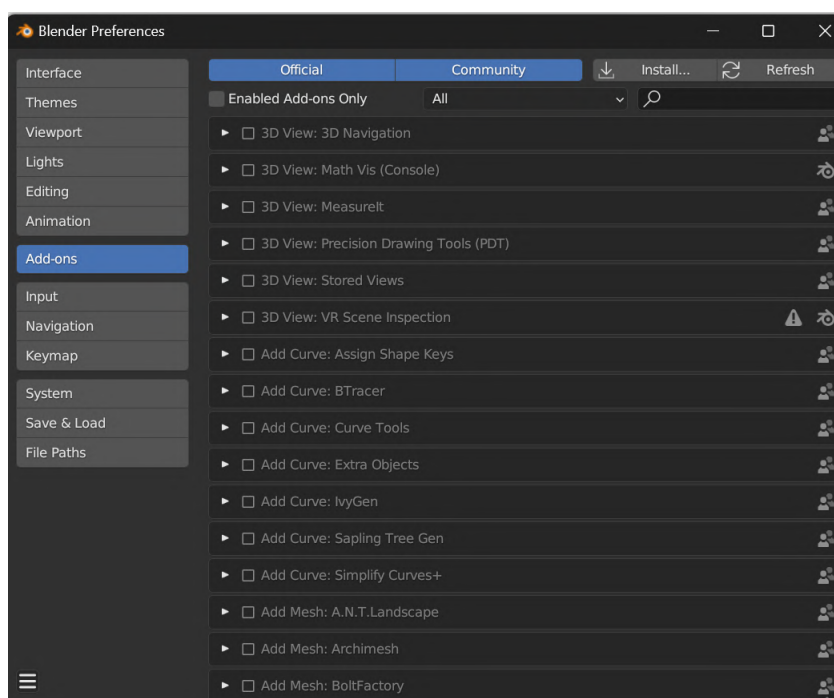 Blender Preferences
Interface
Themes
Viewport
Lights
Editing
Animation
Add-ons
Input
Navigation
Keymap
System
Save & Load
File Paths
Official Community Install... Refresh
Enabled Add-ons Only All
3D View: 3D Navigation
3D View: Math Vis (Console)
3D View: MeasureIt
3D View: Precision Drawing Tools (PDT)
3D View: Stored Views
3D View: VR Scene Inspection
Add Curve: Assign Shape Keys
Add Curve: BTracer
Add Curve: Curve Tools
Add Curve: Extra Objects
Add Curve: IvyGen
Add Curve: Sapling Tree Gen
Add Curve: Simplify Curves+
Add Mesh: A.N.T.Landscape
Add Mesh: Archimesh
Add Mesh: BoltFactory